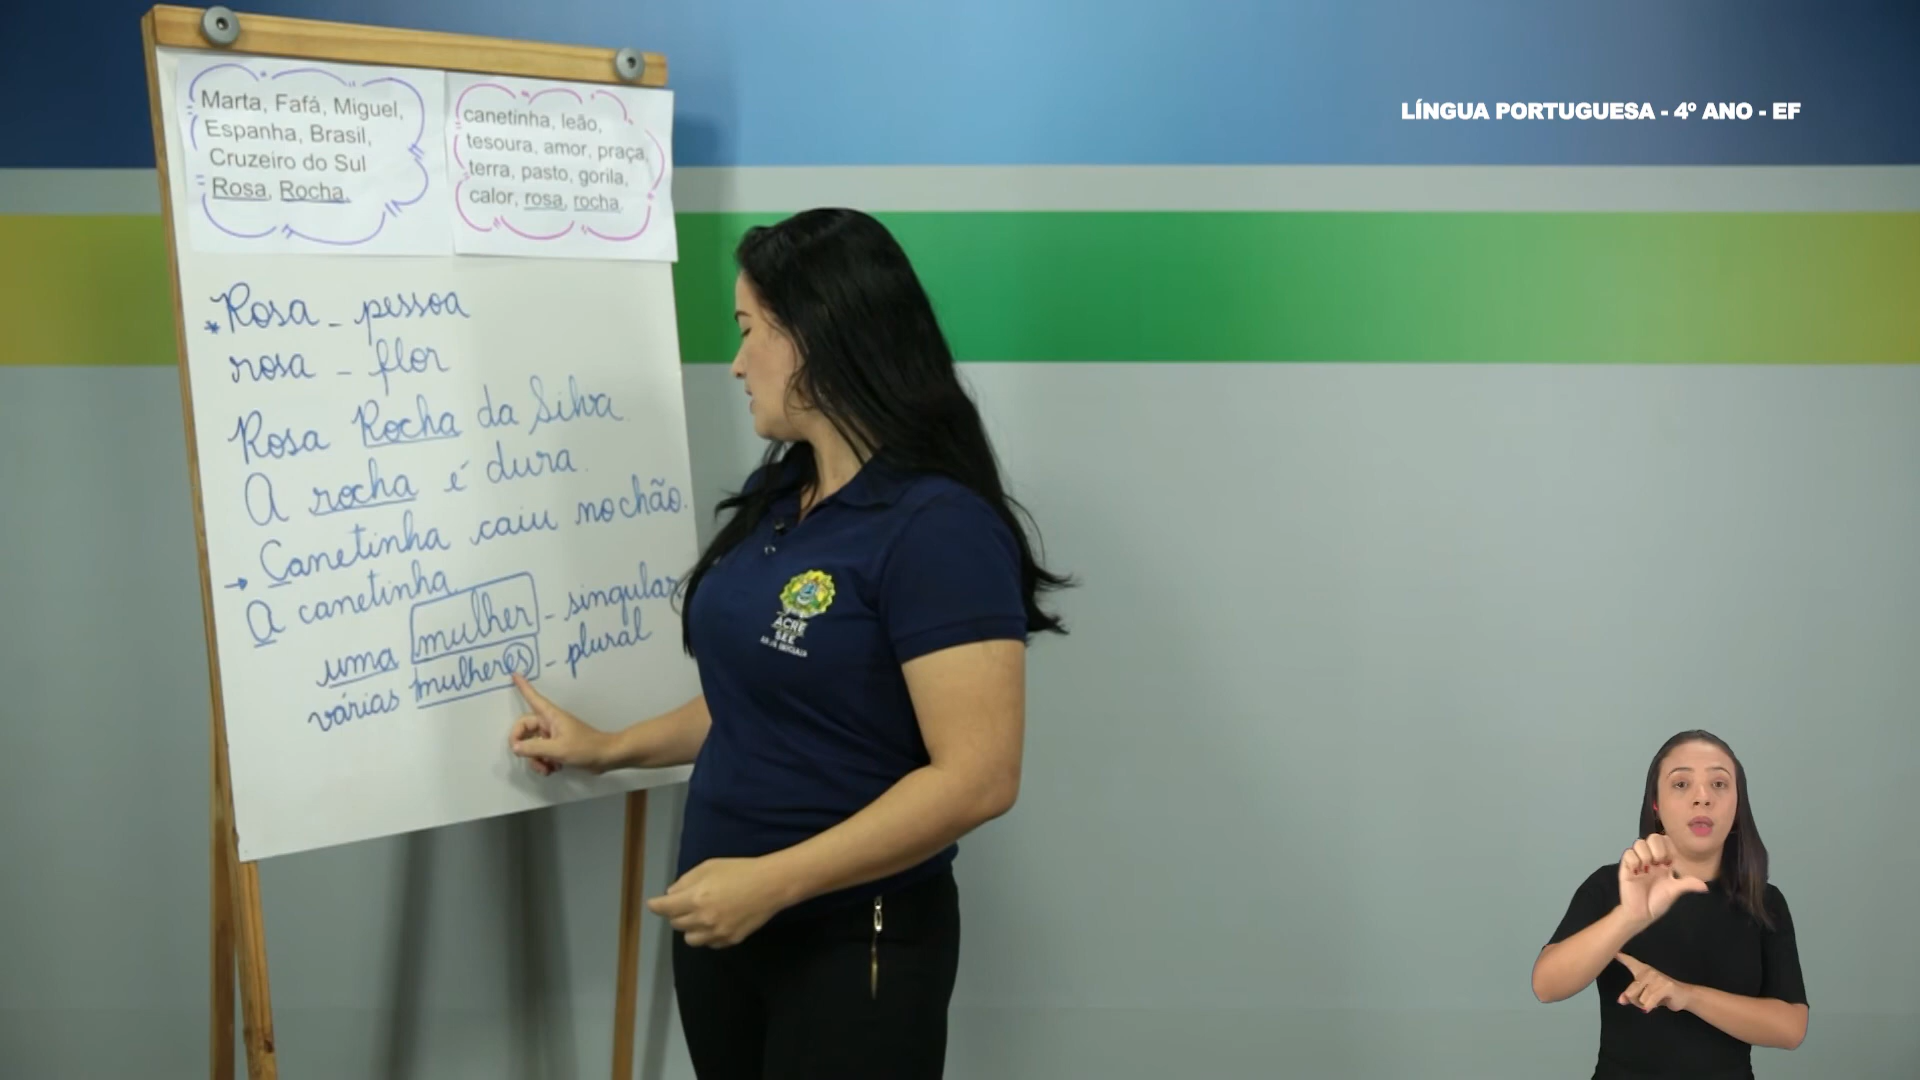 LÍNGUA PORTUGUESA - 4º ANO - EF
Marta, Fafá, Miguel,
Espanha, Brasil,
Cruzeiro do Sul
Rosa, Rocha.
canetinha, leão,
tesoura, amor, praça,
terra, pasto, gorila,
calor, rosa, rocha.
* Rosa - pessoa
rosa - flor
Rosa Rocha da Silva.
A rocha é dura.
→ Canetinha caiu no chão.
A canetinha
uma mulher - singular
várias mulheres - plural
ACRE
SEE